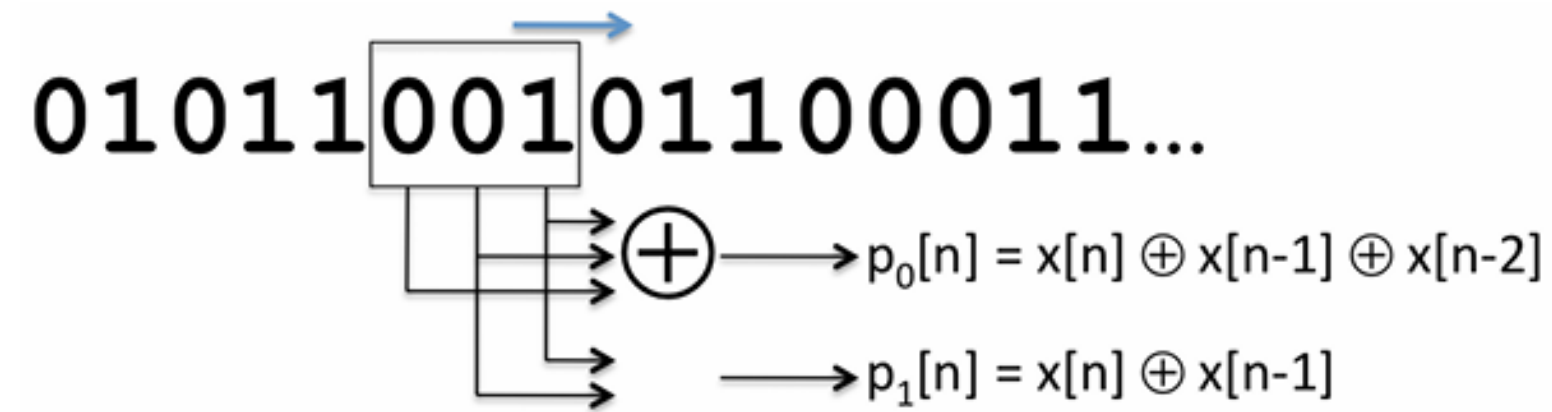 0101100101100011...
p₀[n] = x[n] ⊕ x[n-1] ⊕ x[n-2]
p₁[n] = x[n] ⊕ x[n-1]